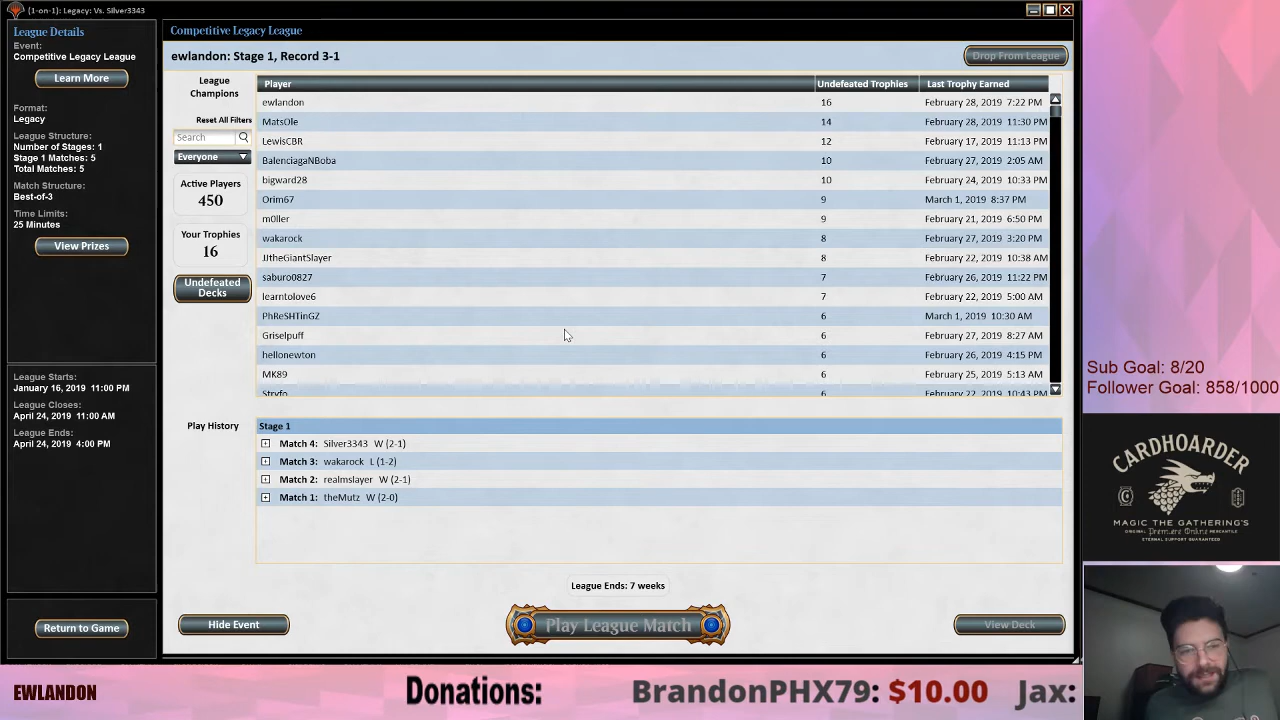 (1-on-1): Legacy: Vs. Silver3343
League Details
Event:
Competitive Legacy League
Learn More
Format:
Legacy
League Structure:
Number of Stages: 1
Stage 1 Matches: 5
Total Matches: 5
Match Structure:
Best-of-3
Time Limits:
25 Minutes
View Prizes
League Starts:
January 16, 2019 11:00 PM
League Closes:
April 24, 2019 11:00 AM
League Ends:
April 24, 2019 4:00 PM
Return to Game
Competitive Legacy League
ewlandon: Stage 1, Record 3-1
Drop From League
League
Champions
Reset All Filters
Search
Everyone
Active Players
450
Your Trophies
16
Undefeated
Decks
Player Undefeated Trophies Last Trophy Earned
ewlandon 16 February 28, 2019 7:22 PM
MatsOle 14 February 28, 2019 11:30 PM
LewisCBR 12 February 17, 2019 11:13 PM
BalenciagaNBoba 10 February 27, 2019 2:05 AM
bigward28 10 February 24, 2019 10:33 PM
Orim67 9 March 1, 2019 8:37 PM
m0ller 9 February 21, 2019 6:50 PM
wakarock 8 February 27, 2019 3:20 PM
JJtheGiantSlayer 8 February 22, 2019 10:38 AM
saburo0827 7 February 26, 2019 11:22 PM
learntolove6 7 February 22, 2019 5:00 AM
PhReSHTinGZ 6 March 1, 2019 10:30 AM
Griselpuff 6 February 27, 2019 8:27 AM
hellonewton 6 February 26, 2019 4:15 PM
MK89 6 February 25, 2019 5:13 AM
6 February 22, 2019 10:43 PM
Play History
Stage 1
Match 4: Silver3343 W (2-1)
Match 3: wakarock L (1-2)
Match 2: realmslayer W (2-1)
Match 1: theMutz W (2-0)
League Ends: 7 weeks
Hide Event
Play League Match
View Deck
Sub Goal: 8/20
Follower Goal: 858/1000
CARDHOARDER
MAGIC THE GATHERING'S
ORIGINAL Premiere Online MERCANTILE
ETERNAL SUPPORT GUARANTEED
EWLANDON
Donations:
BrandonPHX79: $10.00 Jax: